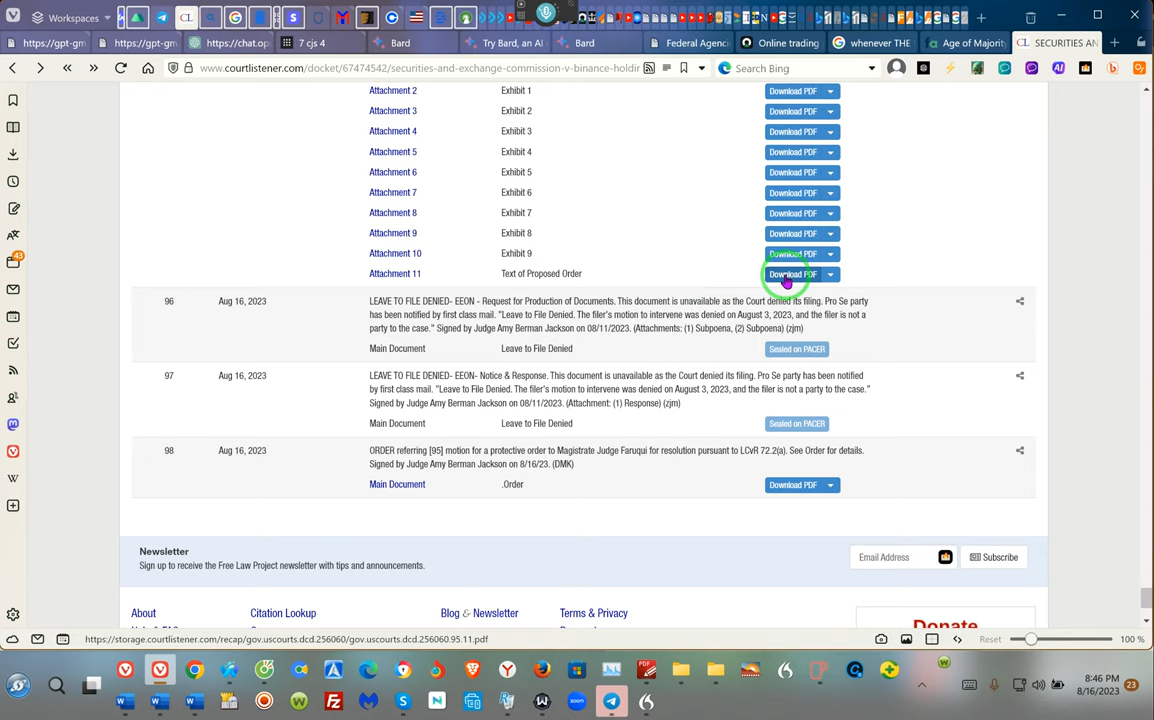 Workspaces
https://gpt-gm
https://gpt-gm
https://chat.op
7 cjs 4
Bard
Try Bard, an AI
Bard
Federal Agenc
Online trading
whenever THE
Age of Majority
SECURITIES AN
www.courtlistener.com/docket/67474542/securities-and-exchange-commission-v-binance-holdir
Search Bing
Attachment 2 Exhibit 1 Download PDF
Attachment 3 Exhibit 2 Download PDF
Attachment 4 Exhibit 3 Download PDF
Attachment 5 Exhibit 4 Download PDF
Attachment 6 Exhibit 5 Download PDF
Attachment 7 Exhibit 6 Download PDF
Attachment 8 Exhibit 7 Download PDF
Attachment 9 Exhibit 8 Download PDF
Attachment 10 Exhibit 9 Download PDF
Attachment 11 Text of Proposed Order Download PDF
96 Aug 16, 2023 LEAVE TO FILE DENIED- EEON - Request for Production of Documents. This document is unavailable as the Court denied its filing. Pro Se party
has been notified by first class mail. "Leave to File Denied. The filer's motion to intervene was denied on August 3, 2023, and the filer is not a
party to the case." Signed by Judge Amy Berman Jackson on 08/11/2023. (Attachments: (1) Subpoena, (2) Subpoena) (zjm)
Main Document Leave to File Denied Sealed on PACER
97 Aug 16, 2023 LEAVE TO FILE DENIED- EEON- Notice & Response. This document is unavailable as the Court denied its filing. Pro Se party has been notified
by first class mail. "Leave to File Denied. The filer's motion to intervene was denied on August 3, 2023, and the filer is not a party to the case."
Signed by Judge Amy Berman Jackson on 08/11/2023. (Attachment: (1) Response) (zjm)
Main Document Leave to File Denied Sealed on PACER
98 Aug 16, 2023 ORDER referring [95] motion for a protective order to Magistrate Judge Faruqui for resolution pursuant to LCvR 72.2(a). See Order for details.
Signed by Judge Amy Berman Jackson on 8/16/23. (DMK)
Main Document .Order Download PDF
Newsletter
Sign up to receive the Free Law Project newsletter with tips and announcements.
Email Address Subscribe
About Citation Lookup Blog & Newsletter Terms & Privacy
Donate
https://storage.courtlistener.com/recap/gov.uscourts.dcd.256060/gov.uscourts.dcd.256060.95.11.pdf
Reset 100 %
8:46 PM
8/16/2023
23
43